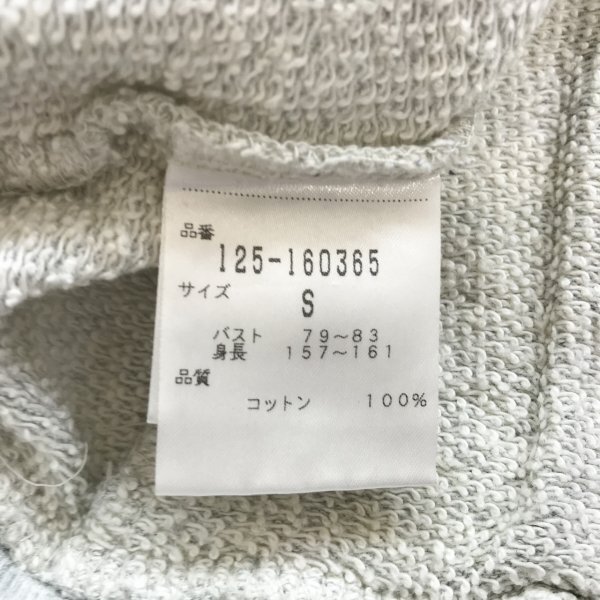 品番
125-160365
サイズ
S
バスト 79～83
身長 157～161
品質
コットン 100%